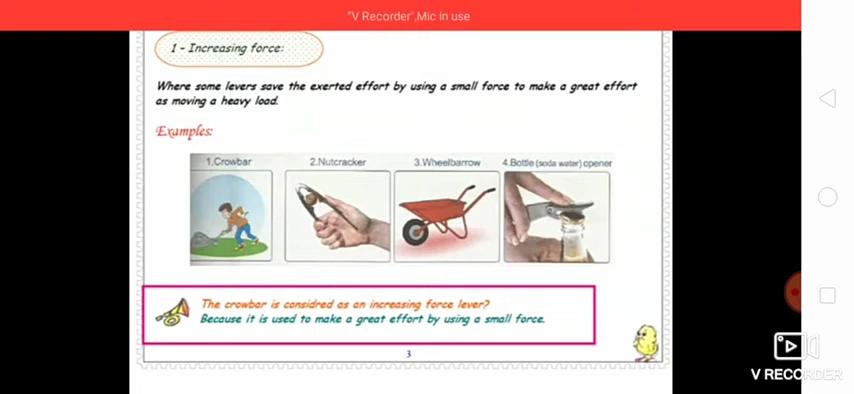 "V Recorder",Mic in use
1 - Increasing force:
Where some levers save the exerted effort by using a small force to make a great effort
as moving a heavy load.
Examples:
1.Crowbar 2.Nutcracker 3.Wheelbarrow 4.Bottle (soda water) opener
The crowbar is considred as an increasing force lever?
Because it is used to make a great effort by using a small force.
3
V RECORDER